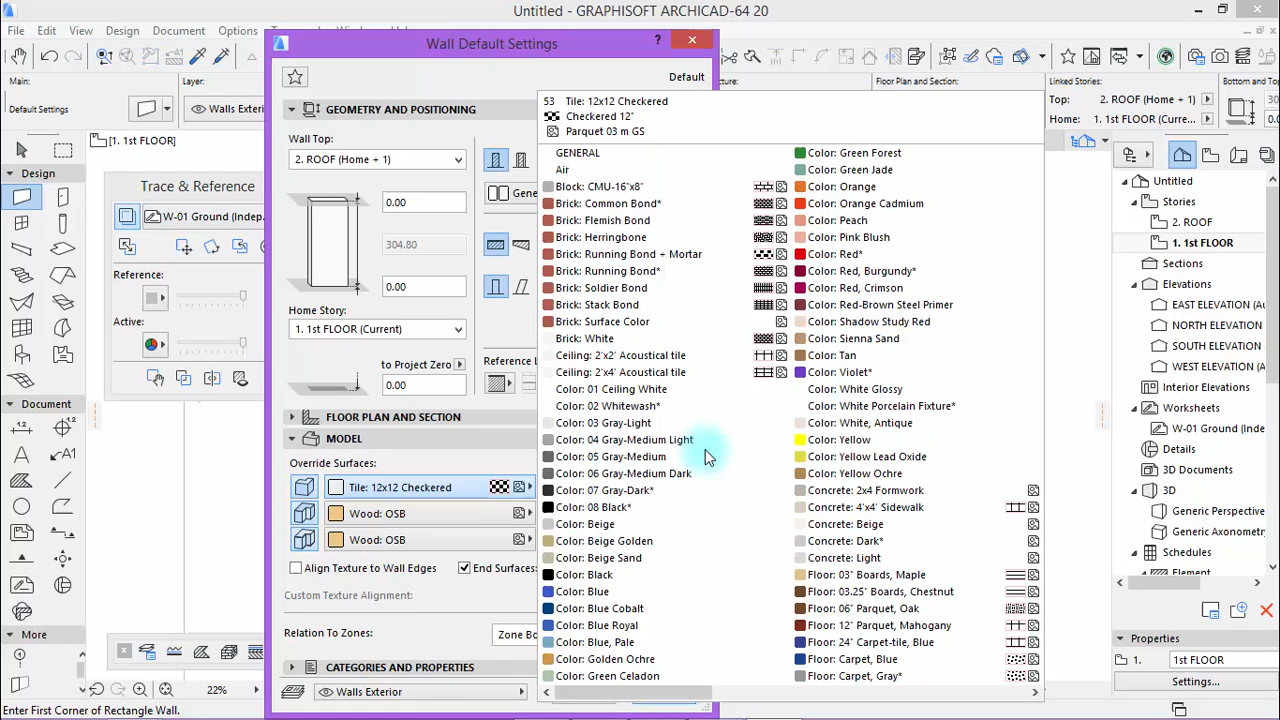 Untitled - GRAPHISOFT ARCHICAD-64 20
File Edit View Design Document Options
Main:
Default Settings
Layer:
Walls Exterior
Floor Plan and Section:
Linked Stories:
Top: 2. ROOF (Home + 1)
Home: 1. 1st FLOOR (Curre...
Bottom and To
Wall Default Settings
?
Default
GEOMETRY AND POSITIONING
Wall Top:
2. ROOF (Home + 1)
0.00
304.80
0.00
Home Story:
1. 1st FLOOR (Current)
to Project Zero
0.00
Gene
Reference L
FLOOR PLAN AND SECTION
MODEL
Override Surfaces:
Tile: 12x12 Checkered
Wood: OSB
Wood: OSB
Align Texture to Wall Edges
End Surfaces:
Custom Texture Alignment:
Relation To Zones:
Zone Bo
CATEGORIES AND PROPERTIES
Walls Exterior
53 Tile: 12x12 Checkered
Checkered 12"
Parquet 03 m GS
GENERAL
Air
Block: CMU-16"x8"
Brick: Common Bond*
Brick: Flemish Bond
Brick: Herringbone
Brick: Running Bond + Mortar
Brick: Running Bond*
Brick: Soldier Bond
Brick: Stack Bond
Brick: Surface Color
Brick: White
Ceiling: 2'x2' Acoustical tile
Ceiling: 2'x4' Acoustical tile
Color: 01 Ceiling White
Color: 02 Whitewash*
Color: 03 Gray-Light
Color: 04 Gray-Medium Light
Color: 05 Gray-Medium
Color: 06 Gray-Medium Dark
Color: 07 Gray-Dark*
Color: 08 Black*
Color: Beige
Color: Beige Golden
Color: Beige Sand
Color: Black
Color: Blue
Color: Blue Cobalt
Color: Blue Royal
Color: Blue, Pale
Color: Golden Ochre
Color: Green Celadon
Color: Green Forest
Color: Green Jade
Color: Orange
Color: Orange Cadmium
Color: Peach
Color: Pink Blush
Color: Red*
Color: Red, Burgundy*
Color: Red, Crimson
Color: Red-Brown Steel Primer
Color: Shadow Study Red
Color: Sienna Sand
Color: Tan
Color: Violet*
Color: White Glossy
Color: White Porcelain Fixture*
Color: White, Antique
Color: Yellow
Color: Yellow Lead Oxide
Color: Yellow Ochre
Concrete: 2x4 Formwork
Concrete: 4'x4' Sidewalk
Concrete: Beige
Concrete: Dark*
Concrete: Light
Floor: 03" Boards, Maple
Floor: 03.25" Boards, Chestnut
Floor: 06" Parquet, Oak
Floor: 12" Parquet, Mahogany
Floor: 24" Carpet-tile, Blue
Floor: Carpet, Blue
Floor: Carpet, Gray*
[1. 1st FLOOR]
Design
Document
More
Trace & Reference
W-01 Ground (Indep.
Reference:
Active:
22%
Enter First Corner of Rectangle Wall.
Untitled
Stories
2. ROOF
1. 1st FLOOR
Sections
Elevations
EAST ELEVATION (Au
NORTH ELEVATION
SOUTH ELEVATION
WEST ELEVATION (A
Interior Elevations
Worksheets
W-01 Ground (Inde
Details
3D Documents
3D
Generic Perspectiv
Generic Axonometr
Schedules
Element
Properties
1. 1st FLOOR
Settings...